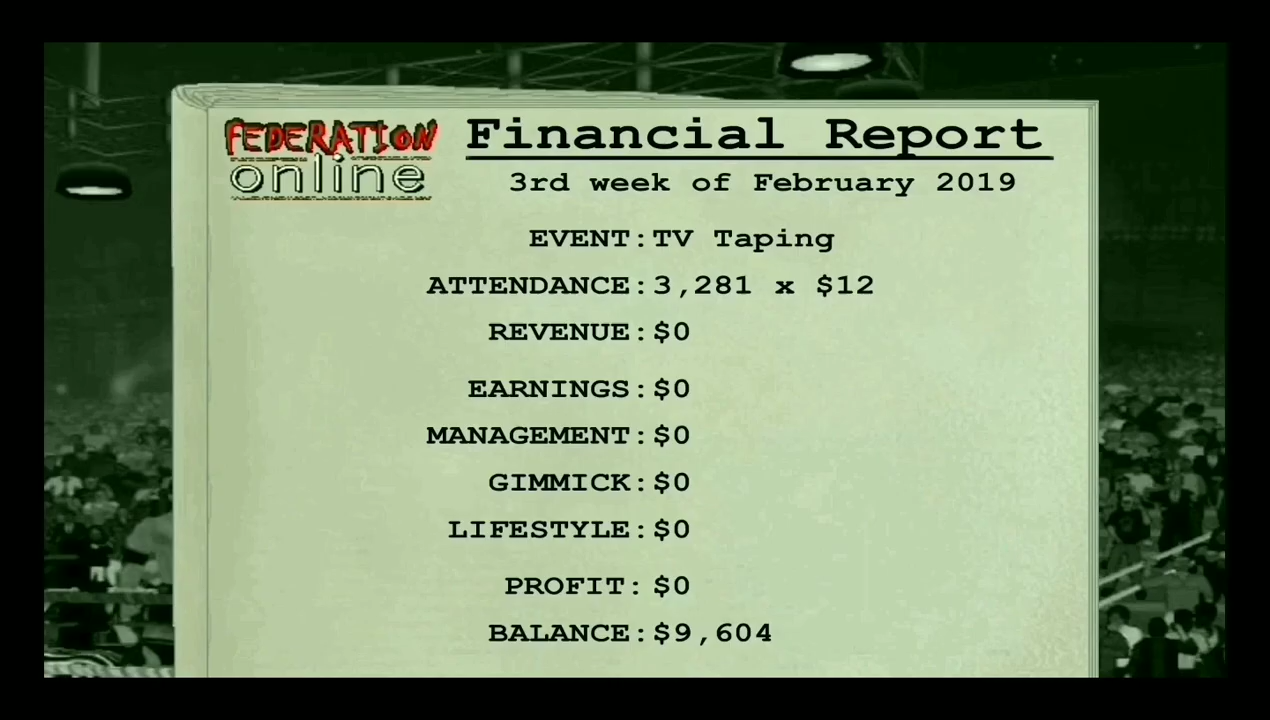 FEDERATION
online
Financial Report
3rd week of February 2019
EVENT: TV Taping
ATTENDANCE: 3,281 x $12
REVENUE: $0
EARNINGS: $0
MANAGEMENT: $0
GIMMICK: $0
LIFESTYLE: $0
PROFIT: $0
BALANCE: $9,604